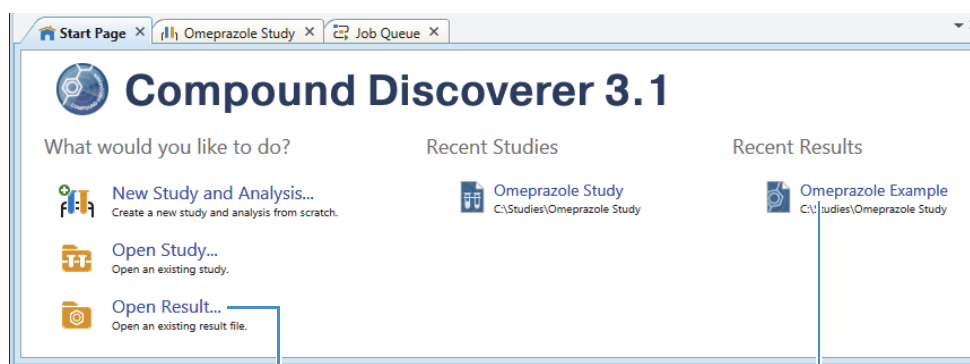 Start Page
Omeprazole Study
Job Queue
Compound Discoverer 3.1
What would you like to do?
New Study and Analysis...
Create a new study and analysis from scratch.
Open Study...
Open an existing study.
Open Result...
Open an existing result file.
Recent Studies
Omeprazole Study
C:\Studies\Omeprazole Study
Recent Results
Omeprazole Example
C:\Studies\Omeprazole Study